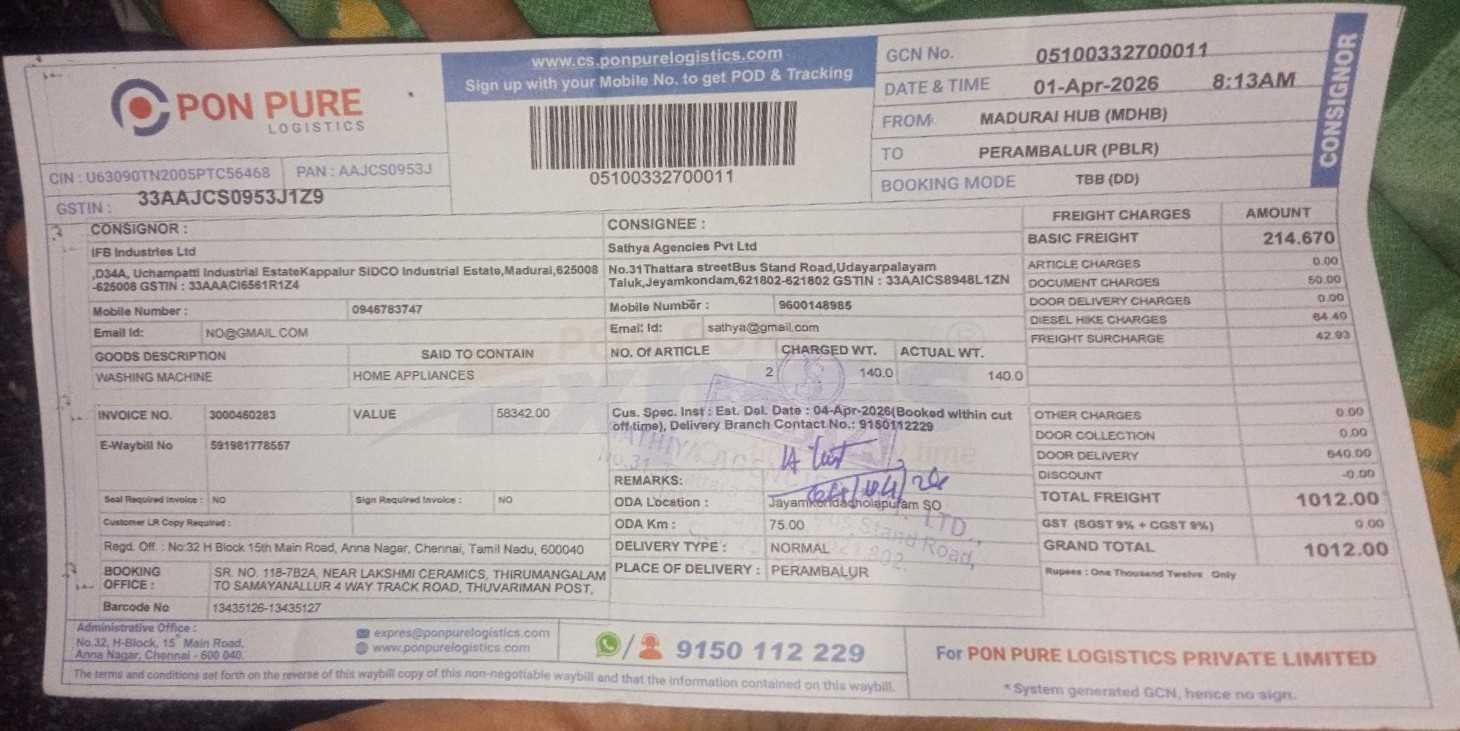 PON PURE
LOGISTICS
www.cs.ponpurelogistics.com
Sign up with your Mobile No. to get POD & Tracking
05100332700011
CIN : U63090TN2005PTC56468 PAN : AAJCS0953J
GSTIN : 33AAJCS0953J1Z9
GCN No. 05100332700011
DATE & TIME 01-Apr-2026 8:13AM
FROM MADURAI HUB (MDHB)
TO PERAMBALUR (PBLR)
BOOKING MODE TBB (DD)
CONSIGNOR
CONSIGNOR :
IFB Industries Ltd
,D34A, Uchampatti Industrial EstateKappalur SIDCO Industrial Estate,Madurai,625008
-625008 GSTIN : 33AAACI6561R1Z4
Mobile Number : 0946783747
Email Id: NO@GMAIL.COM
CONSIGNEE :
Sathya Agencies Pvt Ltd
No.31Thattara streetBus Stand Road,Udayarpalayam
Taluk,Jeyamkondam,621802-621802 GSTIN : 33AAICS8948L1ZN
Mobile Number : 9600148985
Email Id: sathya@gmail.com
GOODS DESCRIPTION SAID TO CONTAIN NO. Of ARTICLE CHARGED WT. ACTUAL WT.
WASHING MACHINE HOME APPLIANCES 2 140.0 140.0
INVOICE NO. 3000460283 VALUE 58342.00
E-Waybill No 591981778557
Seal Required Invoice : NO Sign Required Invoice : NO
Customer LR Copy Required :
Regd. Off. : No:32 H Block 15th Main Road, Anna Nagar, Chennai, Tamil Nadu, 600040
BOOKING OFFICE : SR. NO. 118-7B2A, NEAR LAKSHMI CERAMICS, THIRUMANGALAM
TO SAMAYANALLUR 4 WAY TRACK ROAD, THUVARIMAN POST,
Barcode No 13435126-13435127
Cus. Spec. Inst : Est. Del. Date : 04-Apr-2026(Booked within cut
off time), Delivery Branch Contact No.: 9150112229
REMARKS:
ODA Location : Jayamkondacholapuram SO
ODA Km : 75.00
DELIVERY TYPE : NORMAL
PLACE OF DELIVERY : PERAMBALUR
FREIGHT CHARGES AMOUNT
BASIC FREIGHT 214.670
ARTICLE CHARGES 0.00
DOCUMENT CHARGES 50.00
DOOR DELIVERY CHARGES 0.00
DIESEL HIKE CHARGES 64.40
FREIGHT SURCHARGE 42.93
OTHER CHARGES 0.00
DOOR COLLECTION 0.00
DOOR DELIVERY 640.00
DISCOUNT -0.00
TOTAL FREIGHT 1012.00
GST (SGST 9% + CGST 9%) 0.00
GRAND TOTAL 1012.00
Rupees : One Thousand Twelve Only
Administrative Office :
No.32, H-Block, 15th Main Road,
Anna Nagar, Chennai - 600 040.
expres@ponpurelogistics.com
www.ponpurelogistics.com
9150 112 229
For PON PURE LOGISTICS PRIVATE LIMITED
* System generated GCN, hence no sign.
The terms and conditions set forth on the reverse of this waybill copy of this non-negotiable waybill and that the information contained on this waybill.